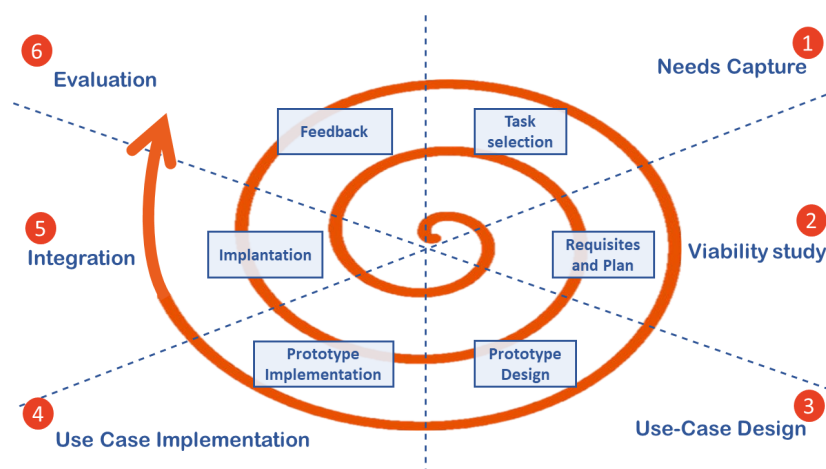 1
Needs Capture
Task
selection
2
Viability study
Requisites
and Plan
3
Use-Case Design
Prototype
Design
4
Use Case Implementation
Prototype
Implementation
5
Integration
Implantation
6
Evaluation
Feedback